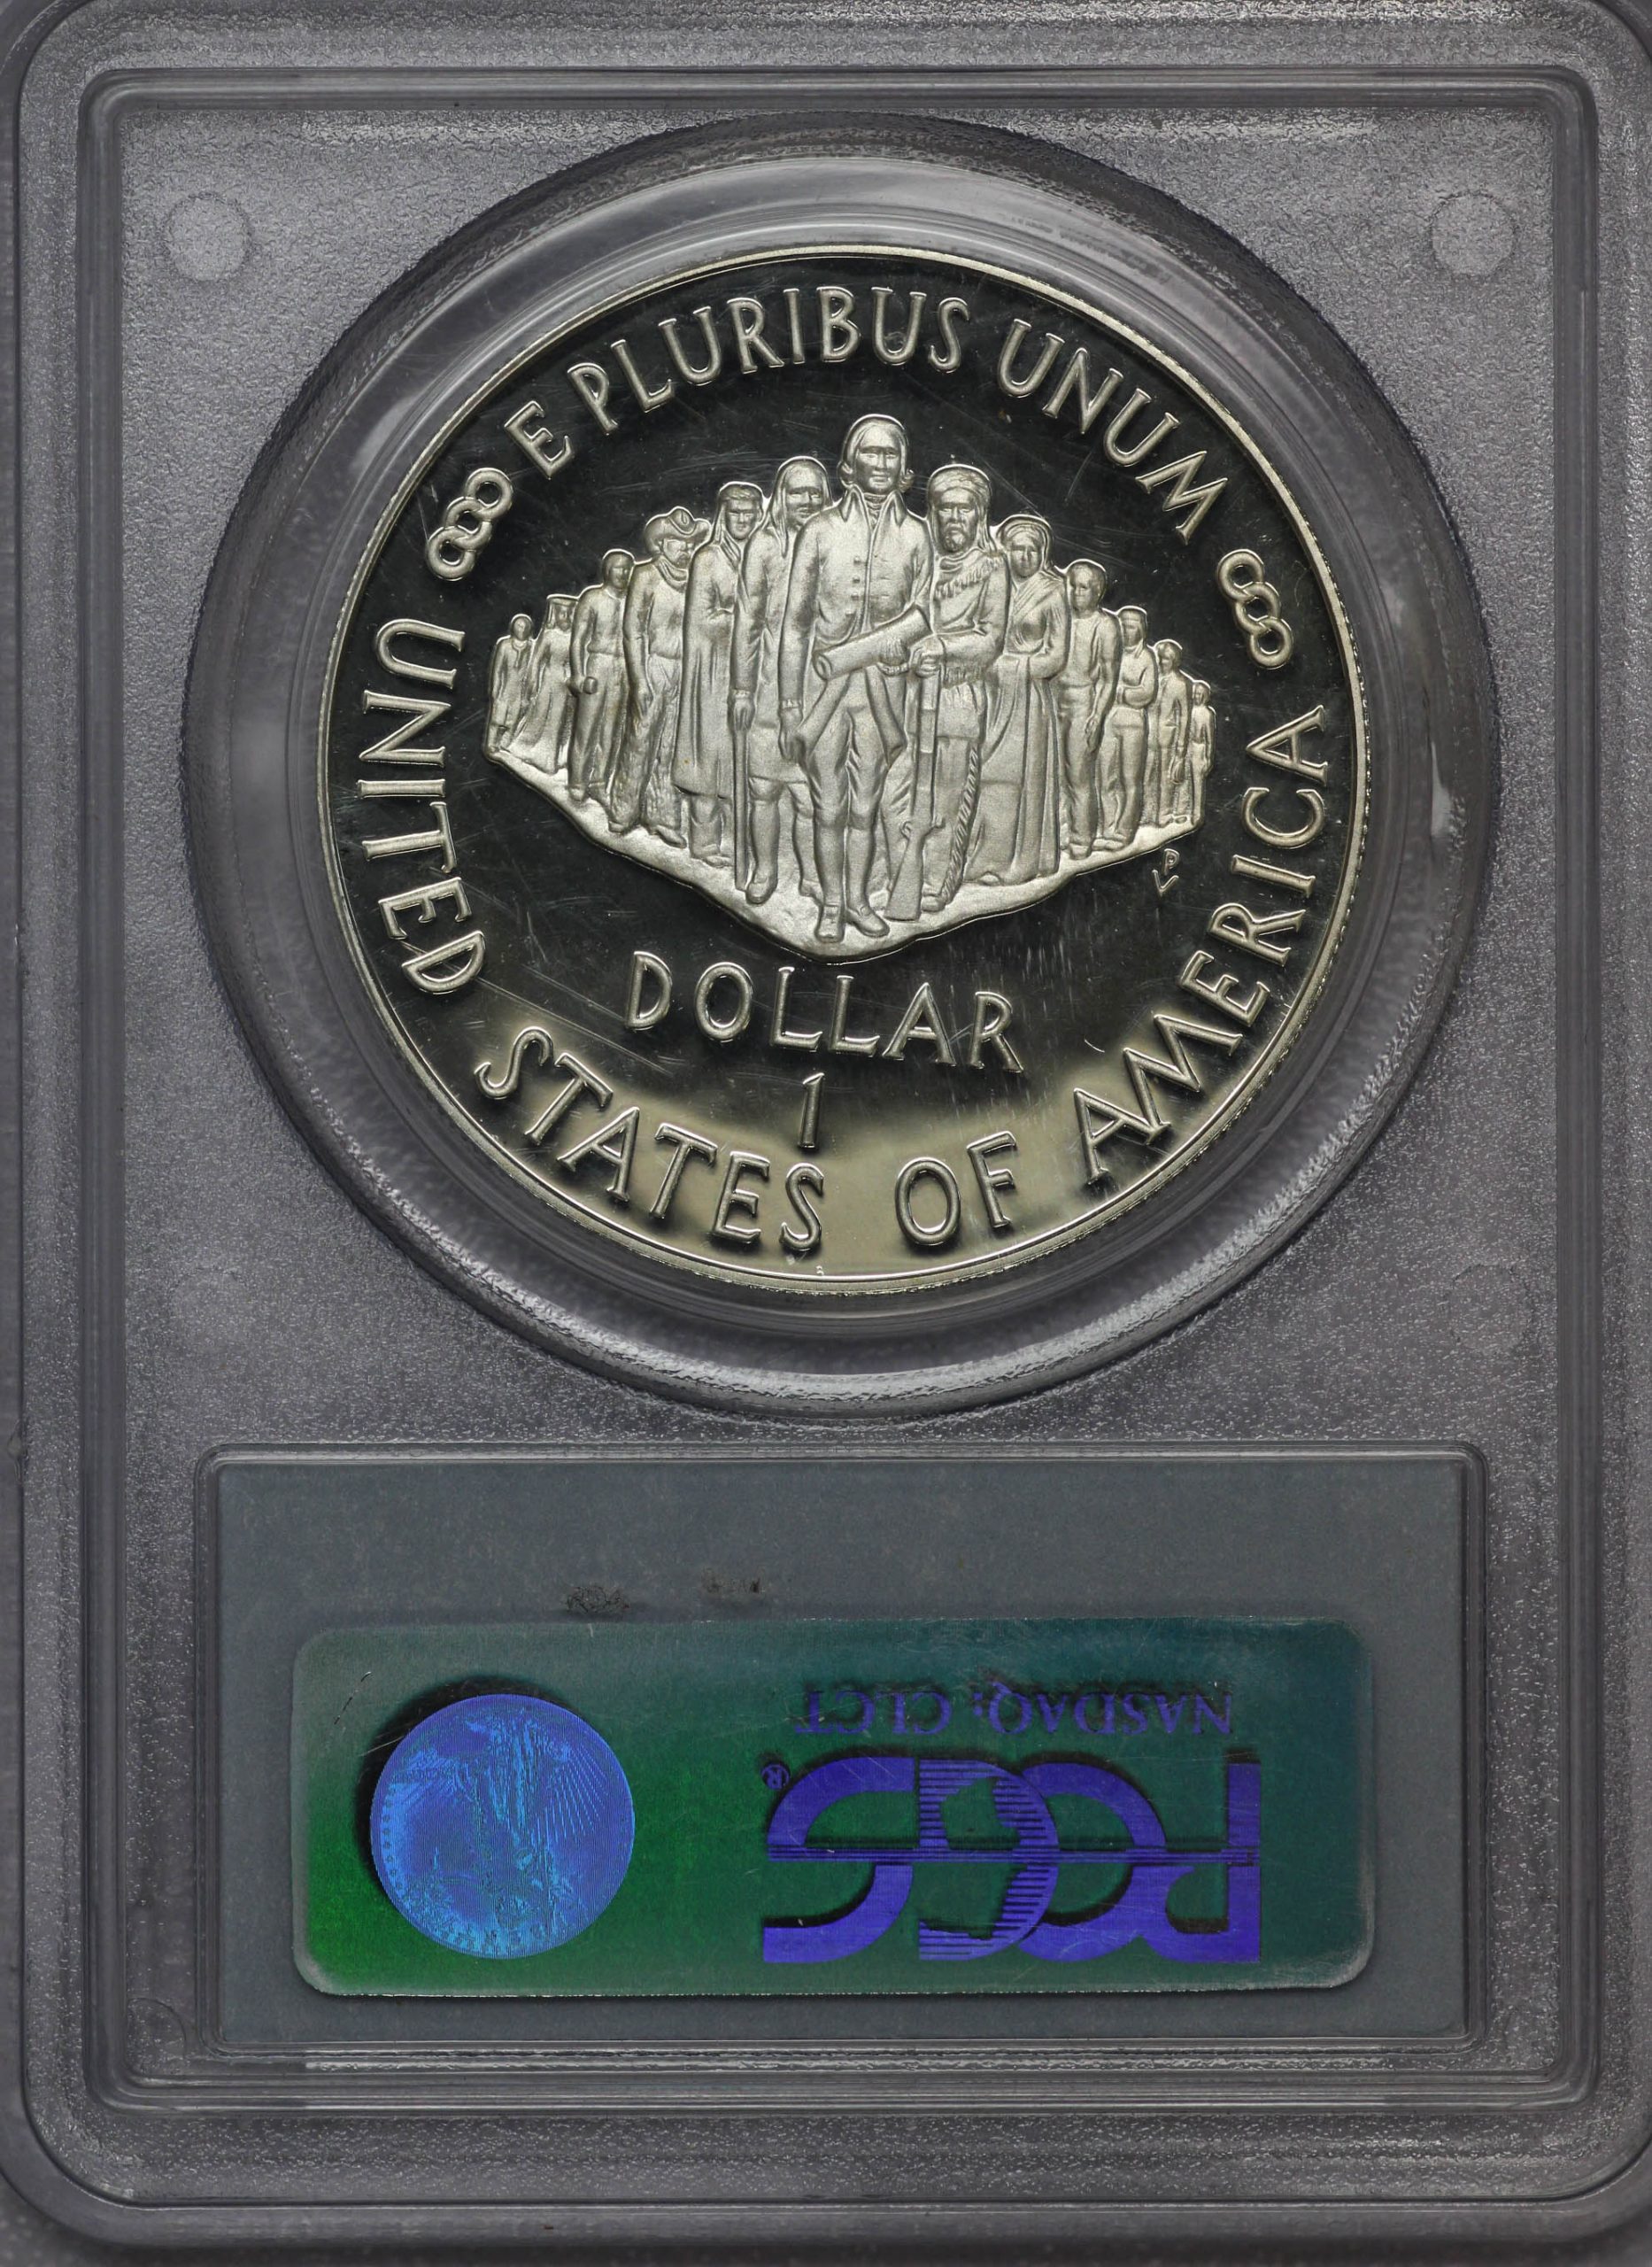 E PLURIBUS UNUM
DOLLAR
1
UNITED STATES OF AMERICA
NASDAQ: CLCT
PCGS®